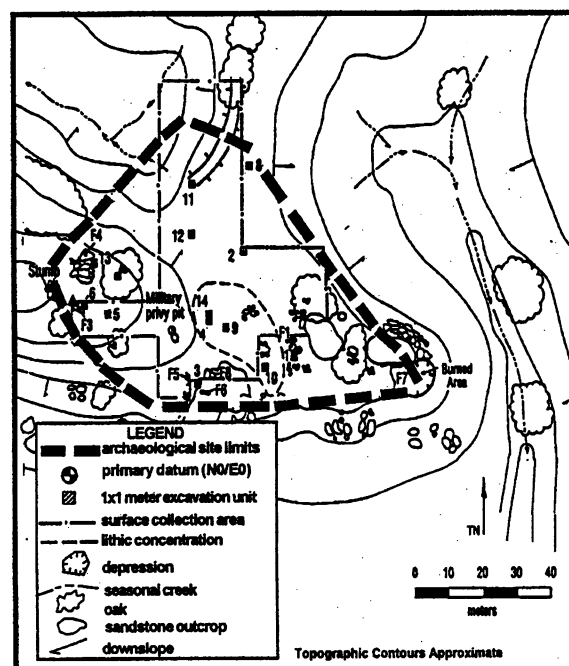 8
11
12
2
F4
3
Stump
6
5
F3
Military
privy pit
14
9
F1
F5
3
F6
10
F7
Burned
Area
LEGEND
archaeological site limits
primary datum (N0/E0)
1x1 meter excavation unit
surface collection area
lithic concentration
depression
seasonal creek
oak
sandstone outcrop
downslope
TN
0 10 20 30 40
meters
Topographic Contours Approximate